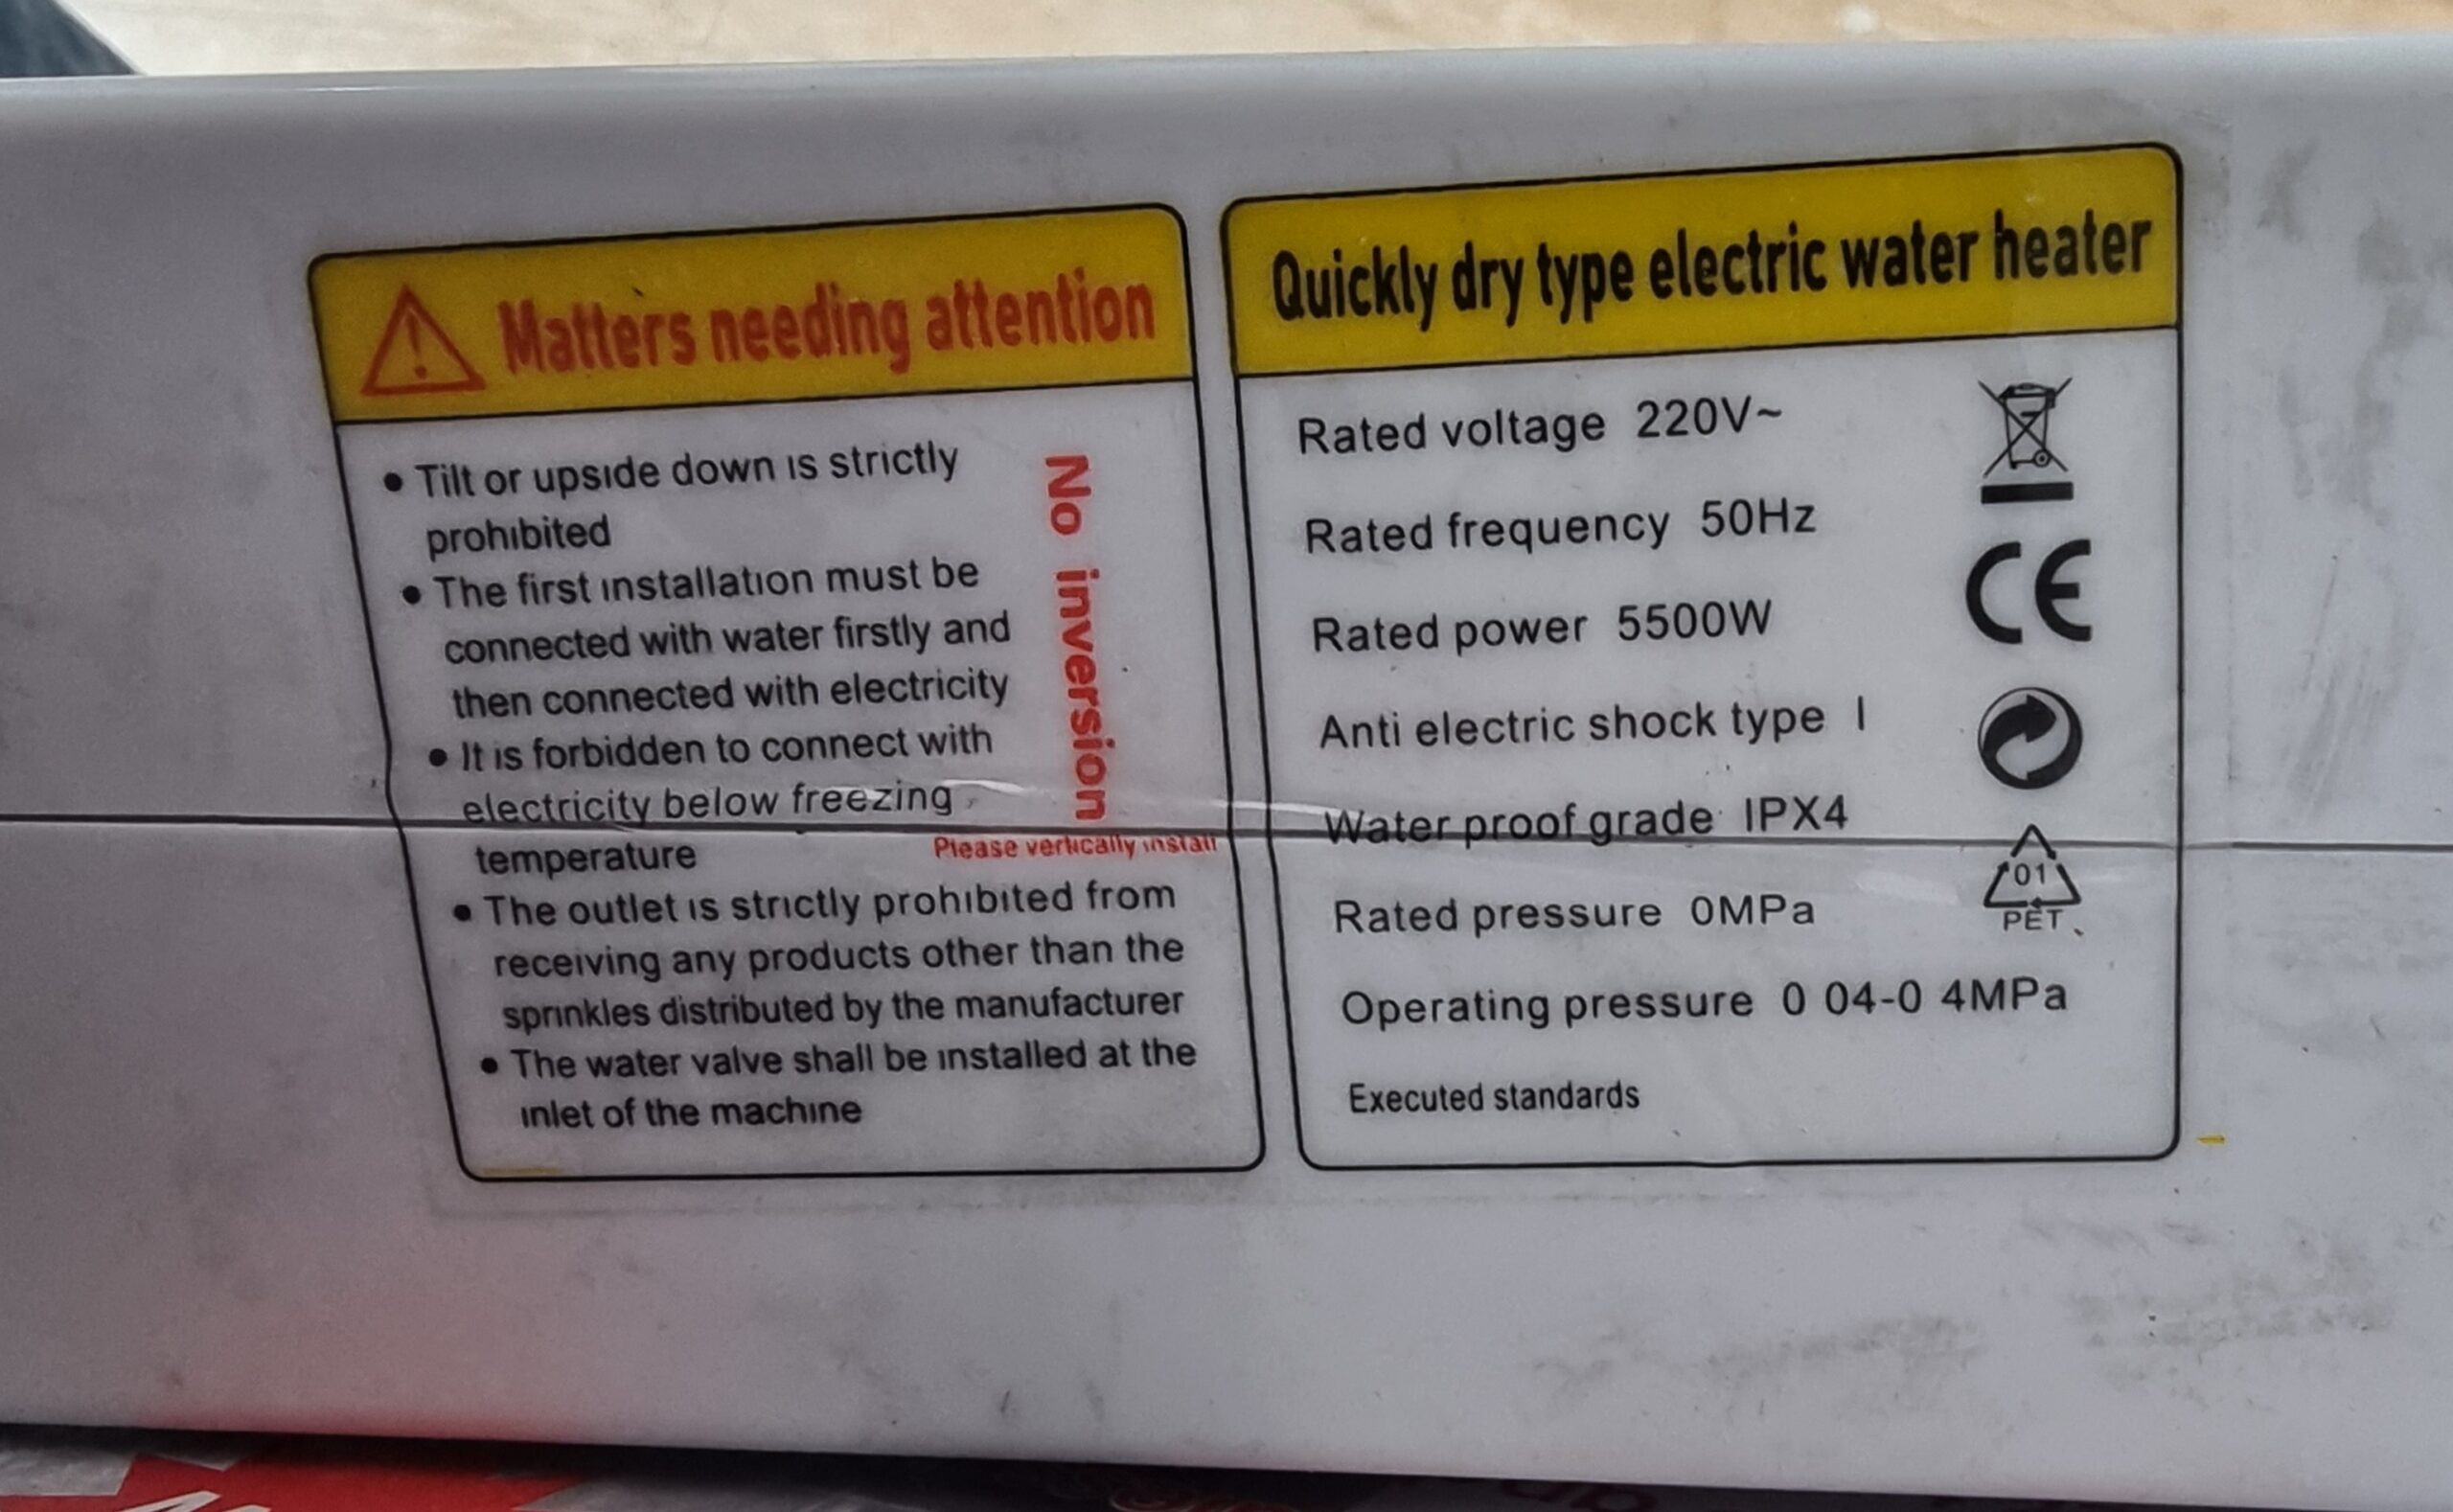 Matters needing attention
• Tilt or upside down is strictly
prohibited
• The first installation must be
connected with water firstly and
then connected with electricity
• It is forbidden to connect with
electricity below freezing
temperature
• The outlet is strictly prohibited from
receiving any products other than the
sprinkles distributed by the manufacturer
• The water valve shall be installed at the
inlet of the machine
No inversion
Please vertically install
Quickly dry type electric water heater
Rated voltage 220V~
Rated frequency 50Hz
Rated power 5500W
Anti electric shock type I
Water proof grade IPX4
Rated pressure 0MPa
Operating pressure 0 04-0 4MPa
Executed standards
CE
01
PET